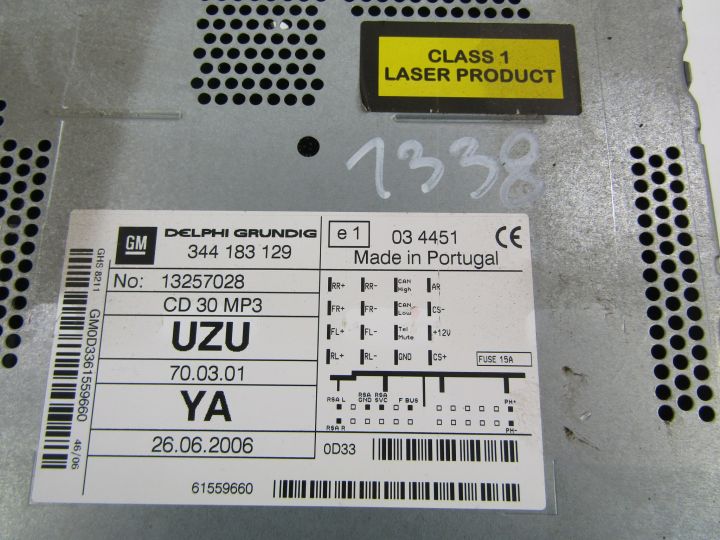 CLASS 1
LASER PRODUCT
1338
GM
DELPHI GRUNDIG
344 183 129
e 1
03 4451
CE
Made in Portugal
No: 13257028
CD 30 MP3
UZU
70.03.01
YA
26.06.2006
GHS 8211
GM0D3361559660
46/06
RR+ RR- CAN High AR
FR+ FR- CAN Low CS-
FL+ FL- Tel Mute +12V
RL+ RL- GND CS+
FUSE 15A
RSA L RSA GND RSA SVC F BUS PH+
RSA R PH-
0D33
61559660